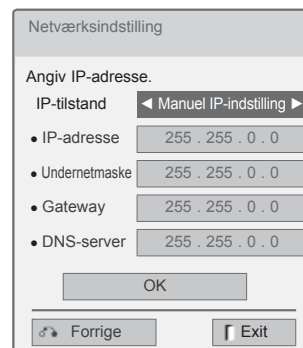 Netværksindstilling
Angiv IP-adresse.
IP-tilstand ◄ Manuel IP-indstilling ►
• IP-adresse 255 . 255 . 0 . 0
• Undernetmaske 255 . 255 . 0 . 0
• Gateway 255 . 255 . 0 . 0
• DNS-server 255 . 255 . 0 . 0
OK
Forrige Exit